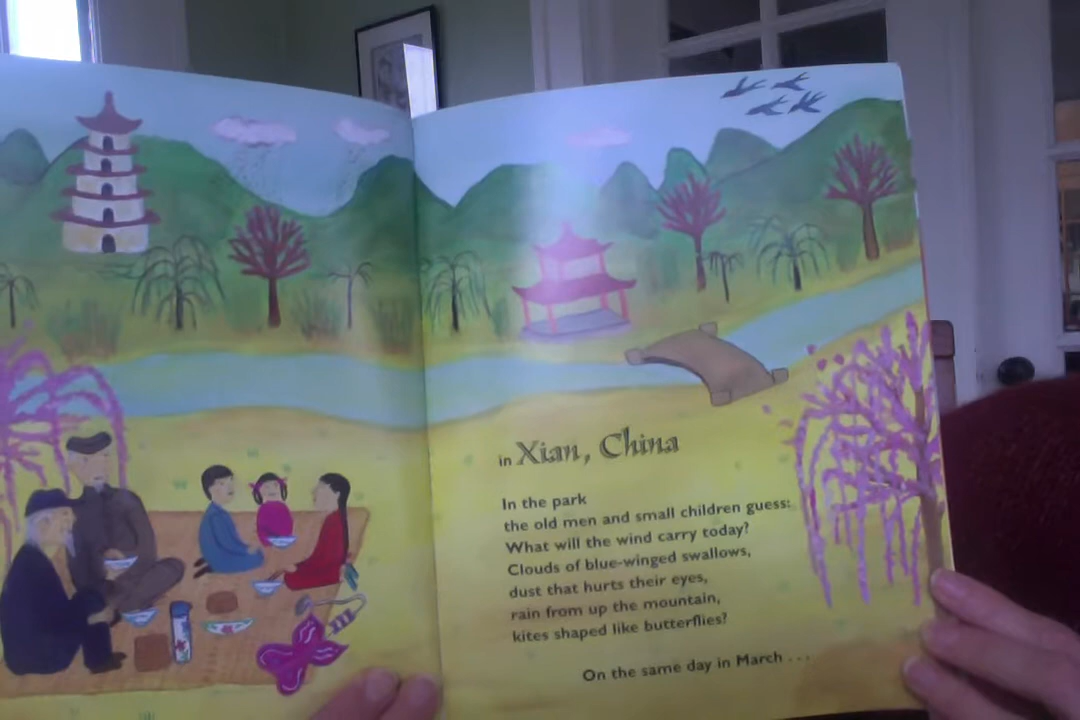 in Xian, China
In the park
the old men and small children guess:
What will the wind carry today?
Clouds of blue-winged swallows,
dust that hurts their eyes,
rain from up the mountain,
kites shaped like butterflies?
On the same day in March . . .